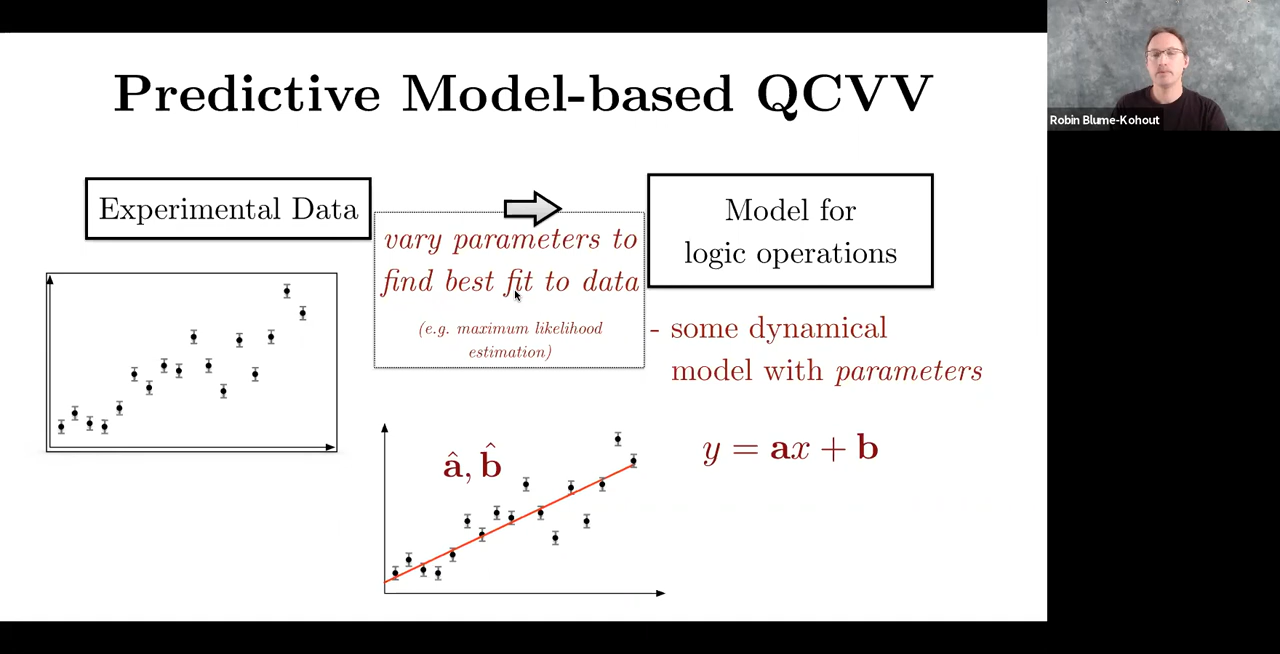 Predictive Model-based QCVV
Robin Blume-Kohout
Experimental Data
vary parameters to
find best fit to data
(e.g. maximum likelihood
estimation)
Model for
logic operations
- some dynamical
model with parameters
y = ax + b
â, b̂